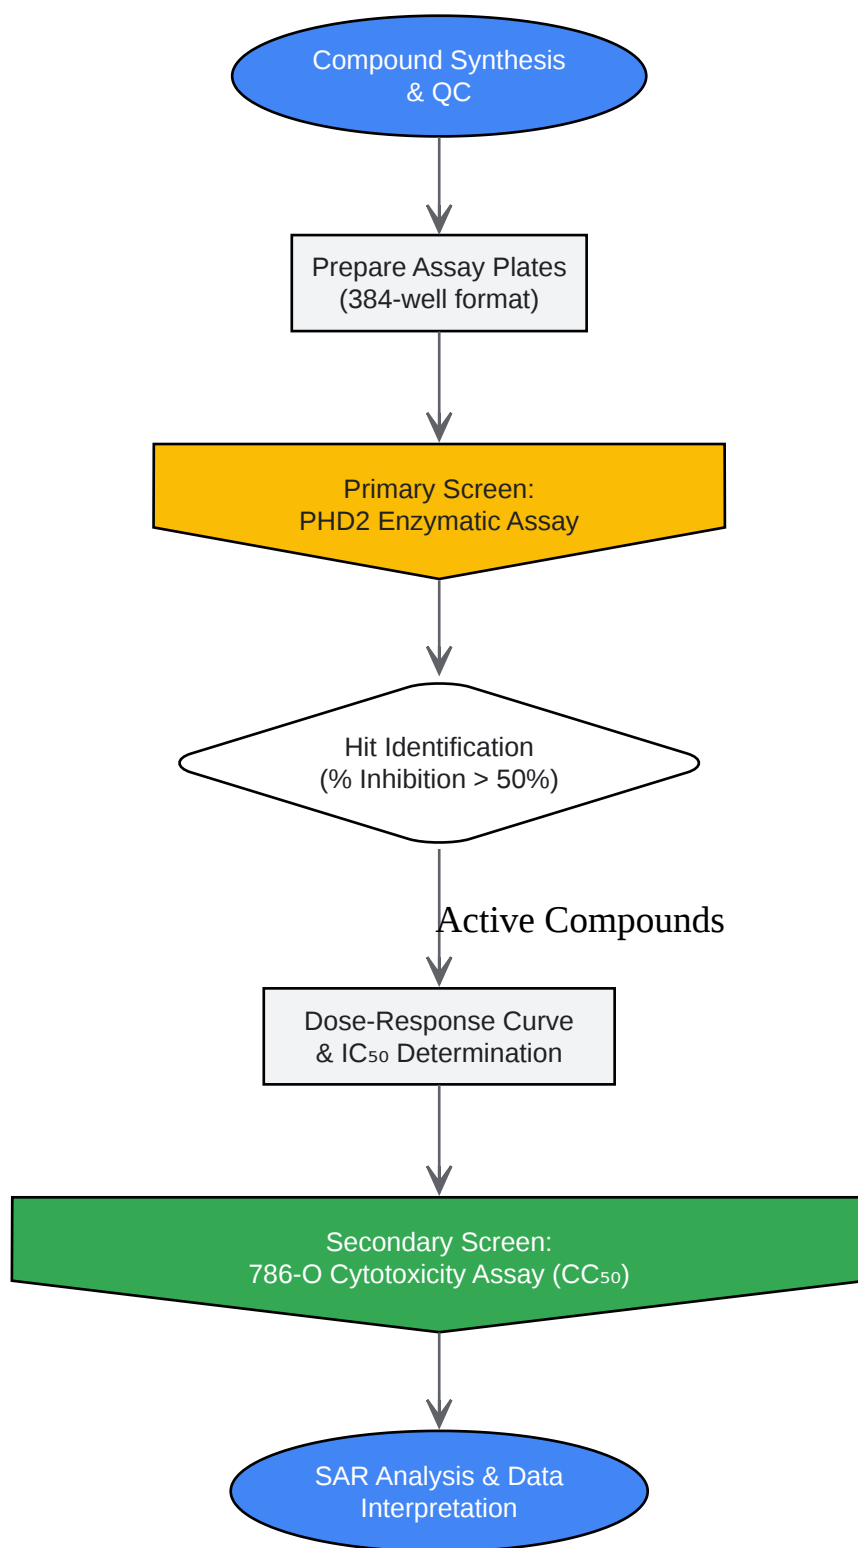 Compound Synthesis
& QC
Prepare Assay Plates
(384-well format)
Primary Screen:
PHD2 Enzymatic Assay
Hit Identification
(% Inhibition > 50%)
Active Compounds
Dose-Response Curve
& IC₅₀ Determination
Secondary Screen:
786-O Cytotoxicity Assay (CC₅₀)
SAR Analysis & Data
Interpretation